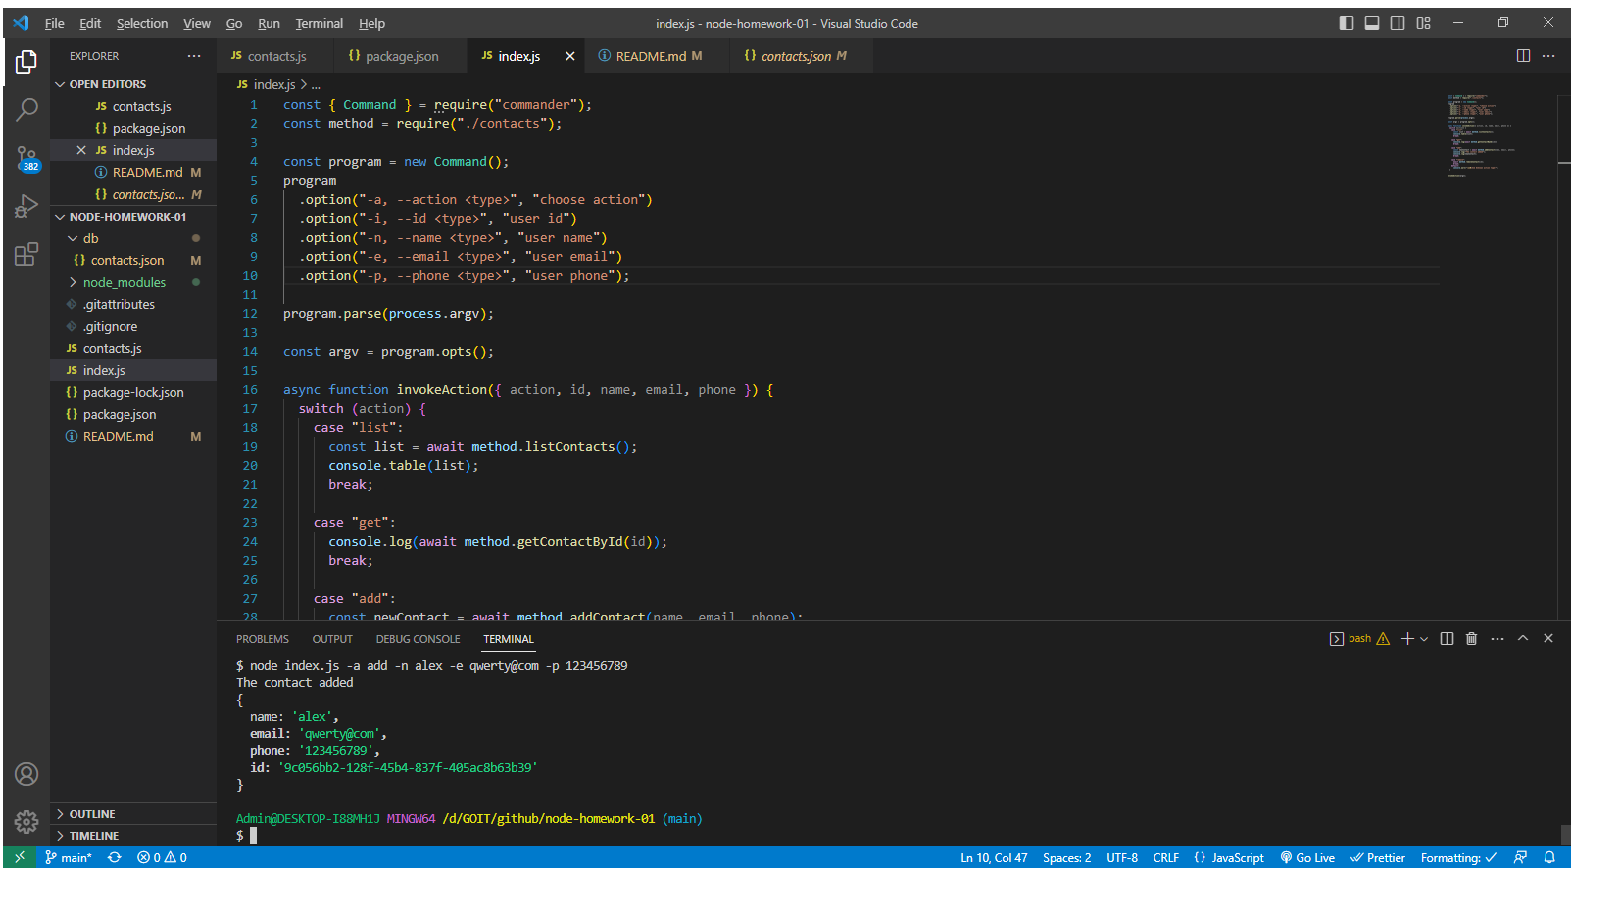 File Edit Selection View Go Run Terminal Help
index.js - node-homework-01 - Visual Studio Code
EXPLORER
OPEN EDITORS
JS contacts.js
{} package.json
JS index.js
README.md M
{} contacts.jso... M
NODE-HOMEWORK-01
db
{} contacts.json M
node_modules
.gitattributes
.gitignore
JS contacts.js
JS index.js
{} package-lock.json
{} package.json
README.md M
OUTLINE
TIMELINE
382
JS contacts.js {} package.json JS index.js README.md M {} contacts.json M
JS index.js > ...
1 const { Command } = require("commander");
2 const method = require("./contacts");
3
4 const program = new Command();
5 program
6 .option("-a, --action <type>", "choose action")
7 .option("-i, --id <type>", "user id")
8 .option("-n, --name <type>", "user name")
9 .option("-e, --email <type>", "user email")
10 .option("-p, --phone <type>", "user phone");
11
12 program.parse(process.argv);
13
14 const argv = program.opts();
15
16 async function invokeAction({ action, id, name, email, phone }) {
17 switch (action) {
18 case "list":
19 const list = await method.listContacts();
20 console.table(list);
21 break;
22
23 case "get":
24 console.log(await method.getContactById(id));
25 break;
26
27 case "add":
28 const newContact = await method.addContact(name, email, phone);
PROBLEMS OUTPUT DEBUG CONSOLE TERMINAL
bash
$ node index.js -a add -n alex -e qwerty@com -p 123456789
The contact added
{
name: 'alex',
email: 'qwerty@com',
phone: '123456789',
id: '9c056bb2-128f-45b4-837f-405ac8b63b39'
}
Admin@DESKTOP-I88MH1J MINGW64 /d/GOIT/github/node-homework-01 (main)
$
main* 0 0
Ln 10, Col 47 Spaces: 2 UTF-8 CRLF {} JavaScript Go Live Prettier Formatting: